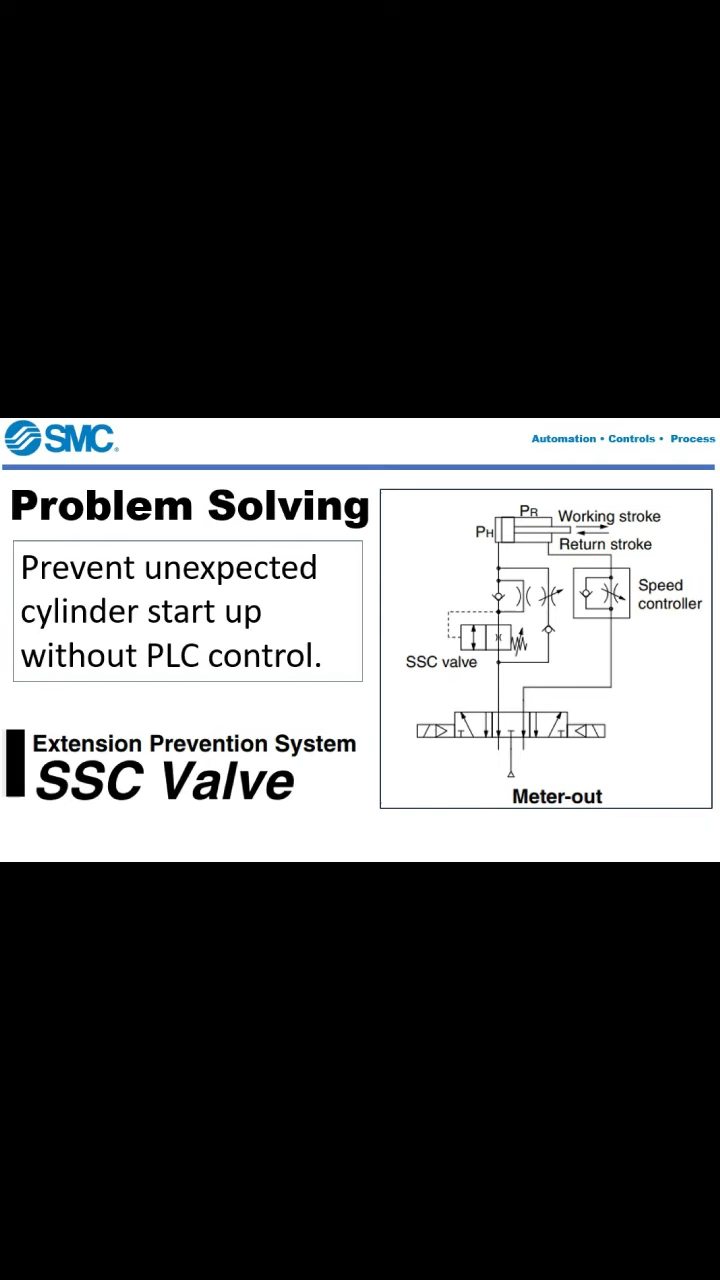 SMC
Automation • Controls • Process
Problem Solving
Prevent unexpected
cylinder start up
without PLC control.
Extension Prevention System
SSC Valve
PR
Working stroke
PH
Return stroke
Speed
controller
SSC valve
Meter-out